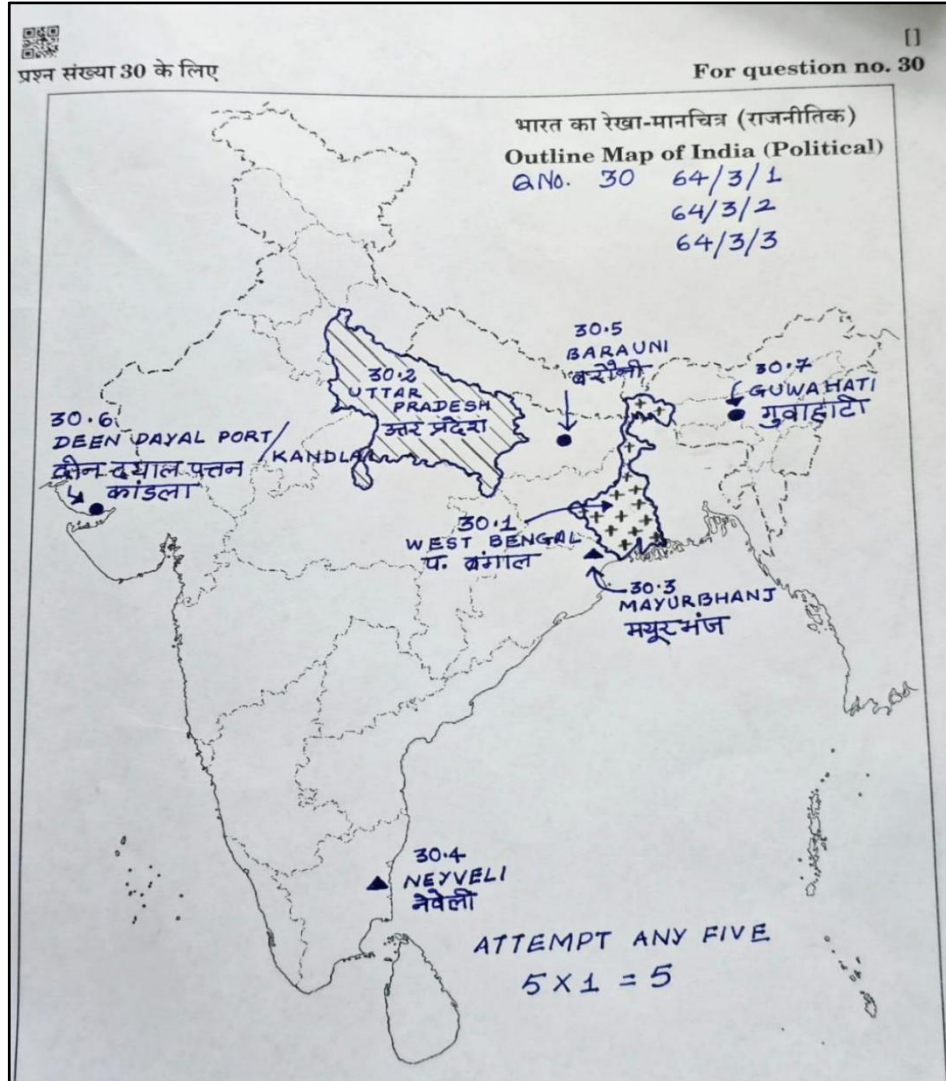 []
प्रश्न संख्या 30 के लिए
For question no. 30
भारत का रेखा-मानचित्र (राजनीतिक)
Outline Map of India (Political)
QNo. 30 64/3/1
64/3/2
64/3/3
30.5
BARAUNI
बरौनी
30.7
GUWAHATI
गुवाहाटी
30.2
UTTAR
PRADESH
उत्तर प्रदेश
30.6
DEEN DAYAL PORT/
KANDLA
दीन दयाल पत्तन
कांडला
30.1
WEST BENGAL
प. बंगाल
30.3
MAYURBHANJ
मयूरभंज
30.4
NEYVELI
नेवेली
ATTEMPT ANY FIVE
5 X 1 = 5